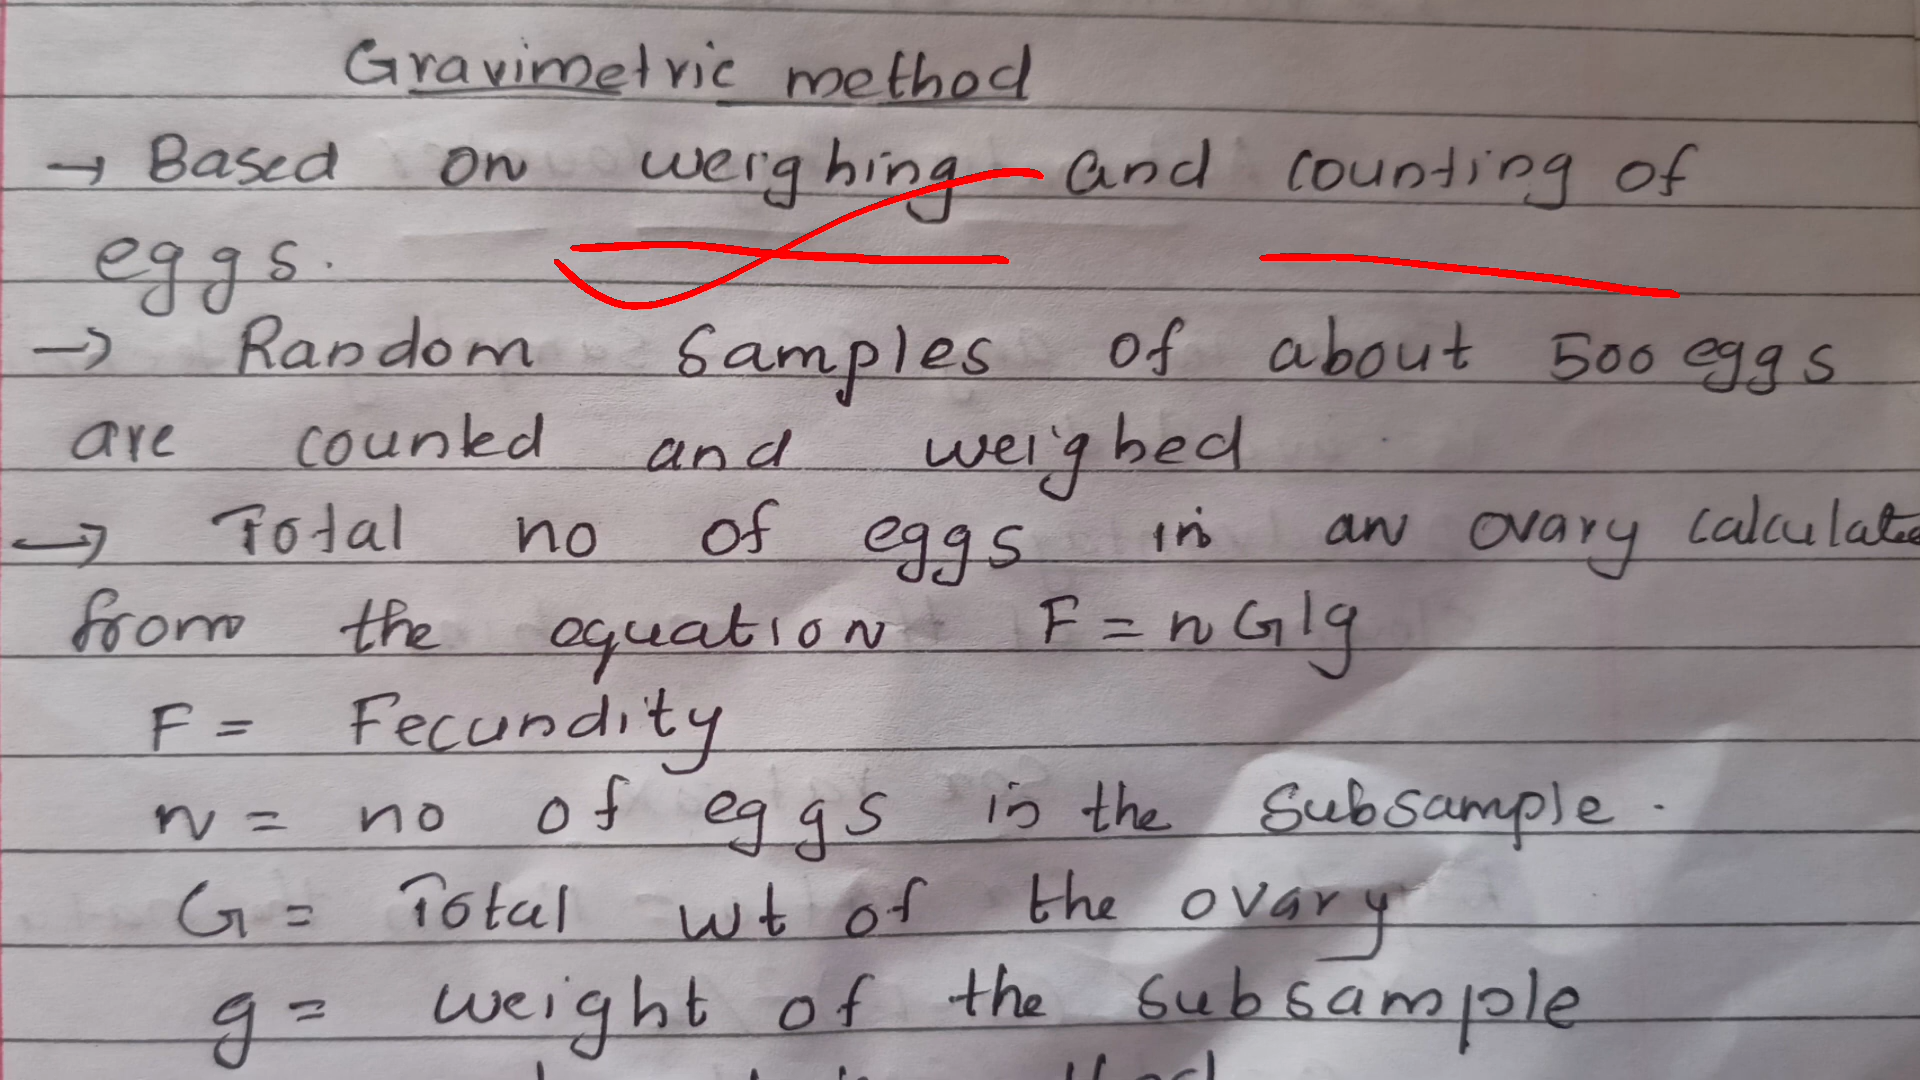 Gravimetric method
→ Based on weighing and counting of
eggs.
→ Random samples of about 500 eggs
are counted and weighed
→ Total no of eggs in an ovary calculate
from the equation F = n G/g
F = Fecundity
n = no of eggs in the subsample.
G = Total wt of the ovary
g = weight of the subsample